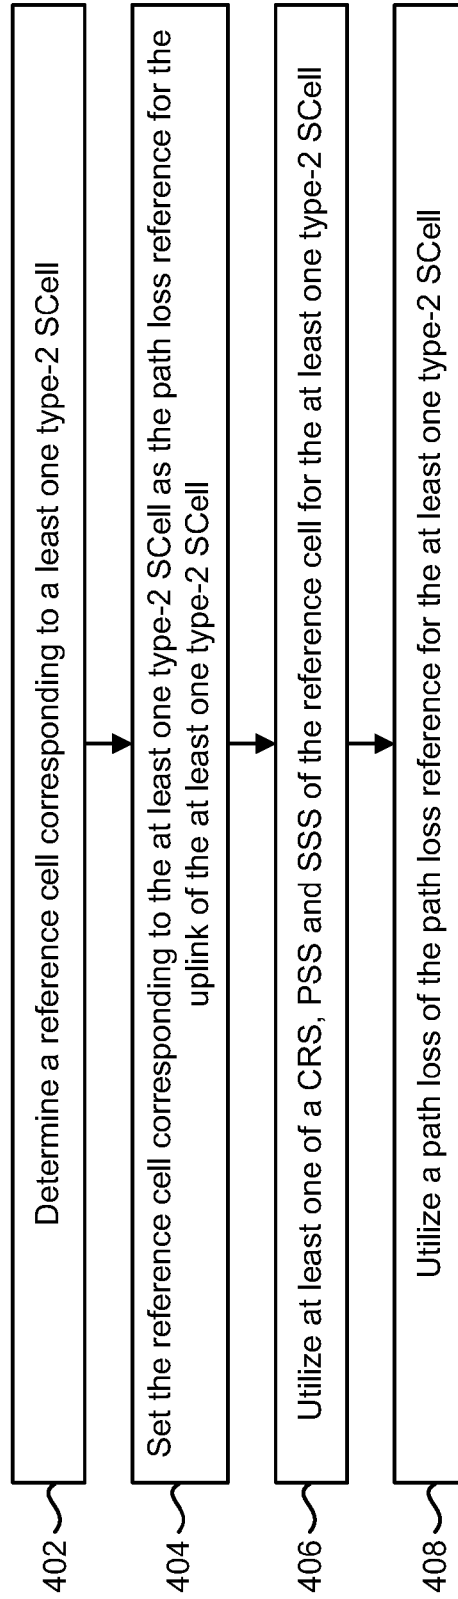 402
Determine a reference cell corresponding to a least one type-2 SCell
404
Set the reference cell corresponding to the at least one type-2 SCell as the path loss reference for the
uplink of the at least one type-2 SCell
406
Utilize at least one of a CRS, PSS and SSS of the reference cell for the at least one type-2 SCell
408
Utilize a path loss of the path loss reference for the at least one type-2 SCell